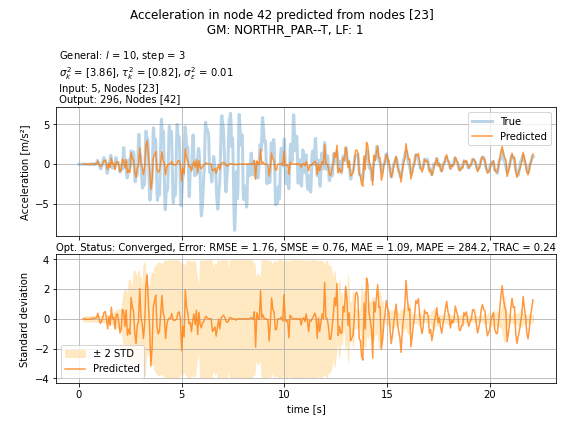 Acceleration in node 42 predicted from nodes [23]
GM: NORTHR_PAR--T, LF: 1
General: l = 10, step = 3
σ²ₖ = [3.86], τ²ₖ = [0.82], σ²ε = 0.01
Input: 5, Nodes [23]
Output: 296, Nodes [42]
Acceleration [m/s²]
5
0
−5
True
Predicted
Opt. Status: Converged, Error: RMSE = 1.76, SMSE = 0.76, MAE = 1.09, MAPE = 284.2, TRAC = 0.24
Standard deviation
4
2
0
−2
−4
± 2 STD
Predicted
0 5 10 15 20
time [s]